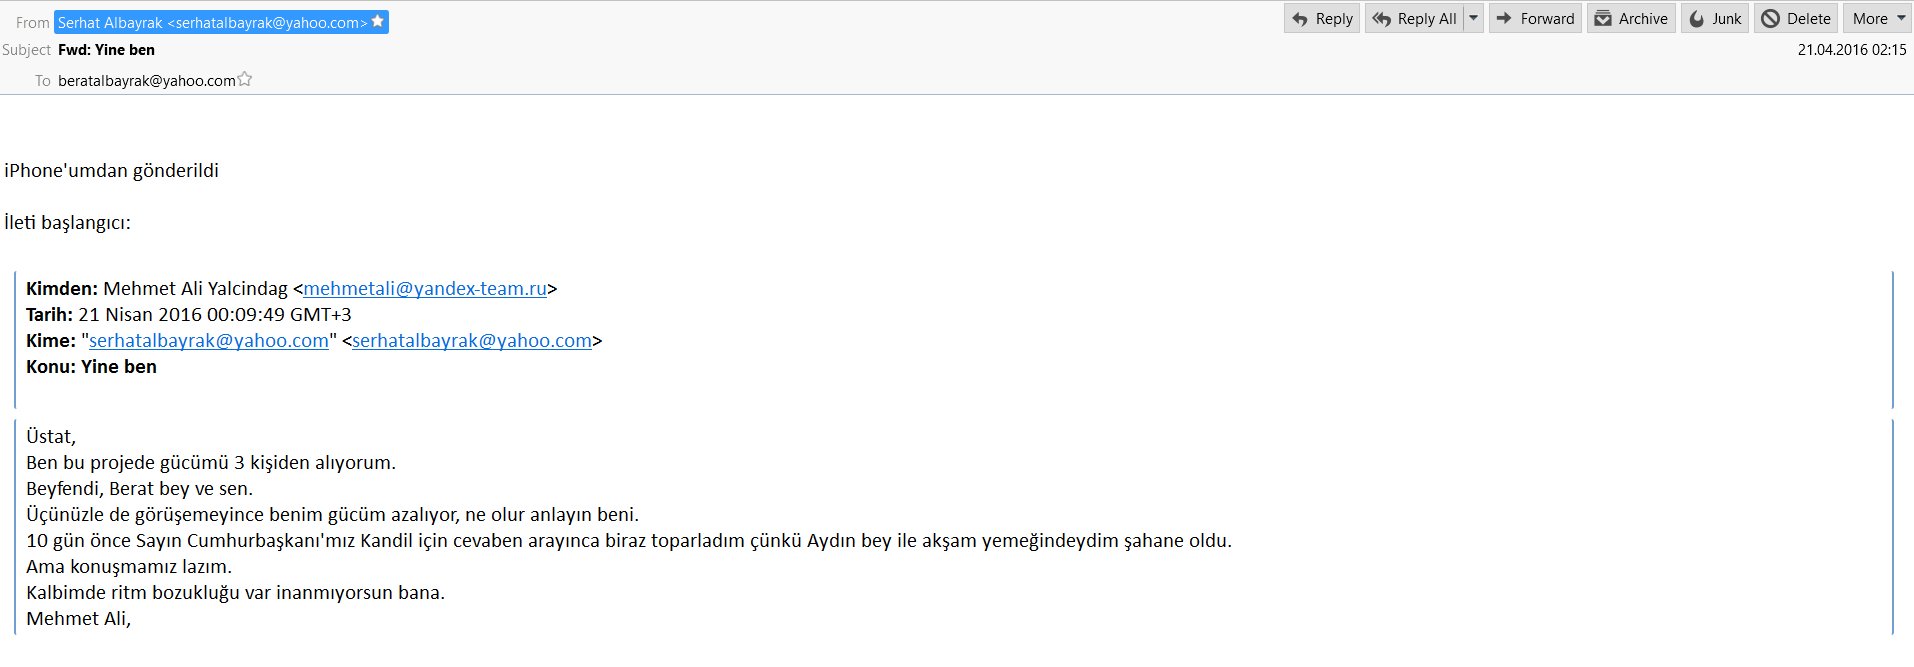 From Serhat Albayrak <serhatalbayrak@yahoo.com>
Reply Reply All Forward Archive Junk Delete More
Subject Fwd: Yine ben
21.04.2016 02:15
To beratalbayrak@yahoo.com
iPhone'umdan gönderildi
İleti başlangıcı:
Kimden: Mehmet Ali Yalcindag <mehmetali@yandex-team.ru>
Tarih: 21 Nisan 2016 00:09:49 GMT+3
Kime: "serhatalbayrak@yahoo.com" <serhatalbayrak@yahoo.com>
Konu: Yine ben
Üstat,
Ben bu projede gücümü 3 kişiden alıyorum.
Beyfendi, Berat bey ve sen.
Üçünüzle de görüşemeyince benim gücüm azalıyor, ne olur anlayın beni.
10 gün önce Sayın Cumhurbaşkanı'mız Kandil için cevaben arayınca biraz toparladım çünkü Aydın bey ile akşam yemeğindeydim şahane oldu.
Ama konuşmamız lazım.
Kalbimde ritm bozukluğu var inanmıyorsun bana.
Mehmet Ali,